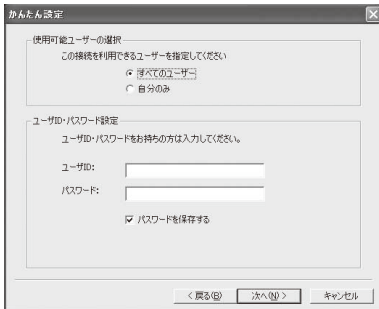 かんたん設定
使用可能ユーザーの選択
この接続を利用できるユーザーを指定してください
すべてのユーザー
自分のみ
ユーザID・パスワード設定
ユーザID・パスワードをお持ちの方は入力してください。
ユーザID:
パスワード:
パスワードを保存する
< 戻る(B) 次へ(N) > キャンセル